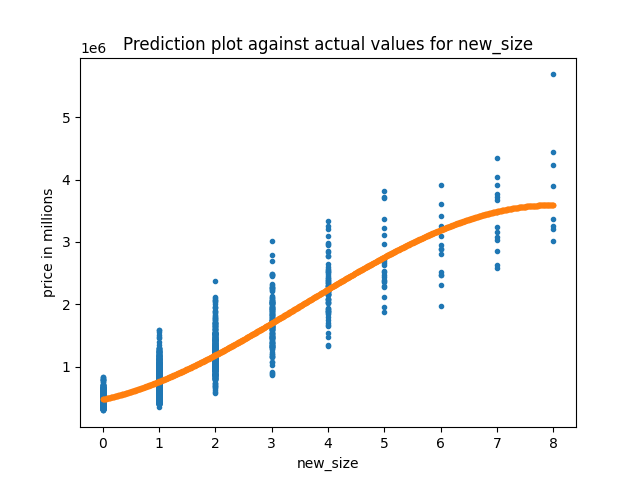 Prediction plot against actual values for new_size
1e6
price in millions
5
4
3
2
1
0 1 2 3 4 5 6 7 8
new_size